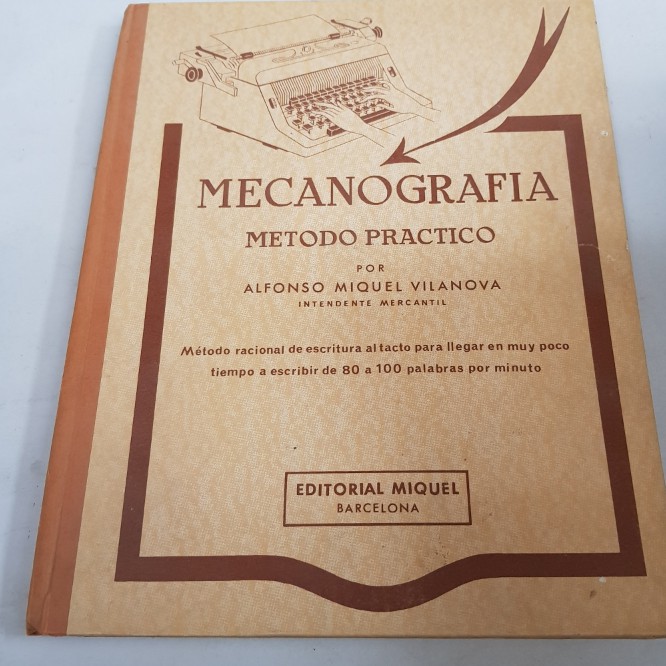 MECANOGRAFIA
METODO PRACTICO
POR
ALFONSO MIQUEL VILANOVA
INTENDENTE MERCANTIL
Método racional de escritura al tacto para llegar en muy poco
tiempo a escribir de 80 a 100 palabras por minuto
EDITORIAL MIQUEL
BARCELONA